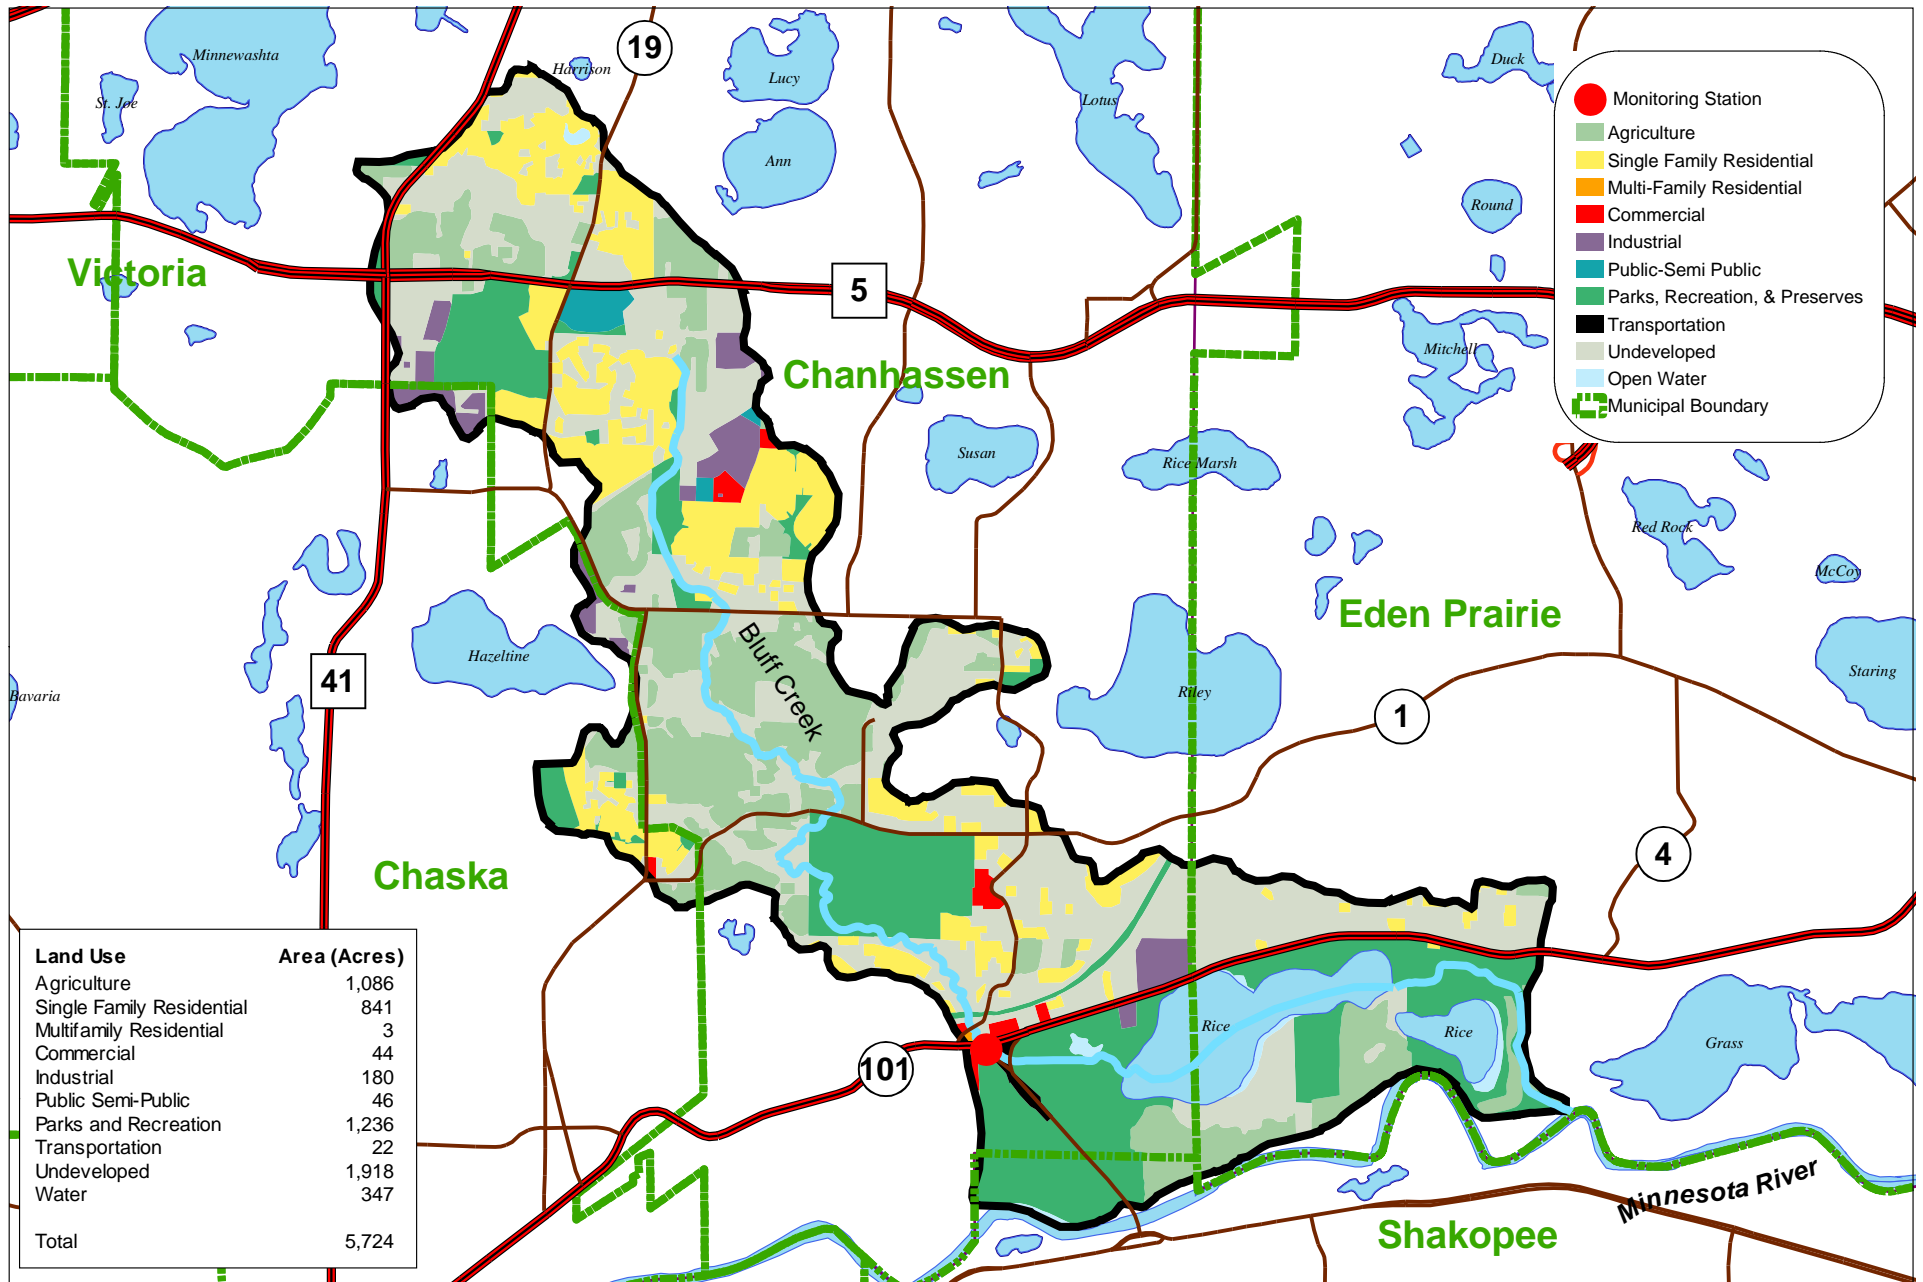 19
Minnewashta
Harrison
Lucy
Duck
St. Joe
Lotus
Ann
Round
Victoria
5
Chanhassen
Mitchell
Susan
Rice Marsh
Red Rock
McCoy
Eden Prairie
Bluff Creek
Hazeltine
41
Bavaria
Riley
Staring
1
4
Chaska
Rice
Rice
Grass
101
Minnesota River
Shakopee
Monitoring Station
Agriculture
Single Family Residential
Multi-Family Residential
Commercial
Industrial
Public-Semi Public
Parks, Recreation, & Preserves
Transportation
Undeveloped
Open Water
Municipal Boundary
Land Use Area (Acres)
Agriculture 1,086
Single Family Residential 841
Multifamily Residential 3
Commercial 44
Industrial 180
Public Semi-Public 46
Parks and Recreation 1,236
Transportation 22
Undeveloped 1,918
Water 347
Total 5,724